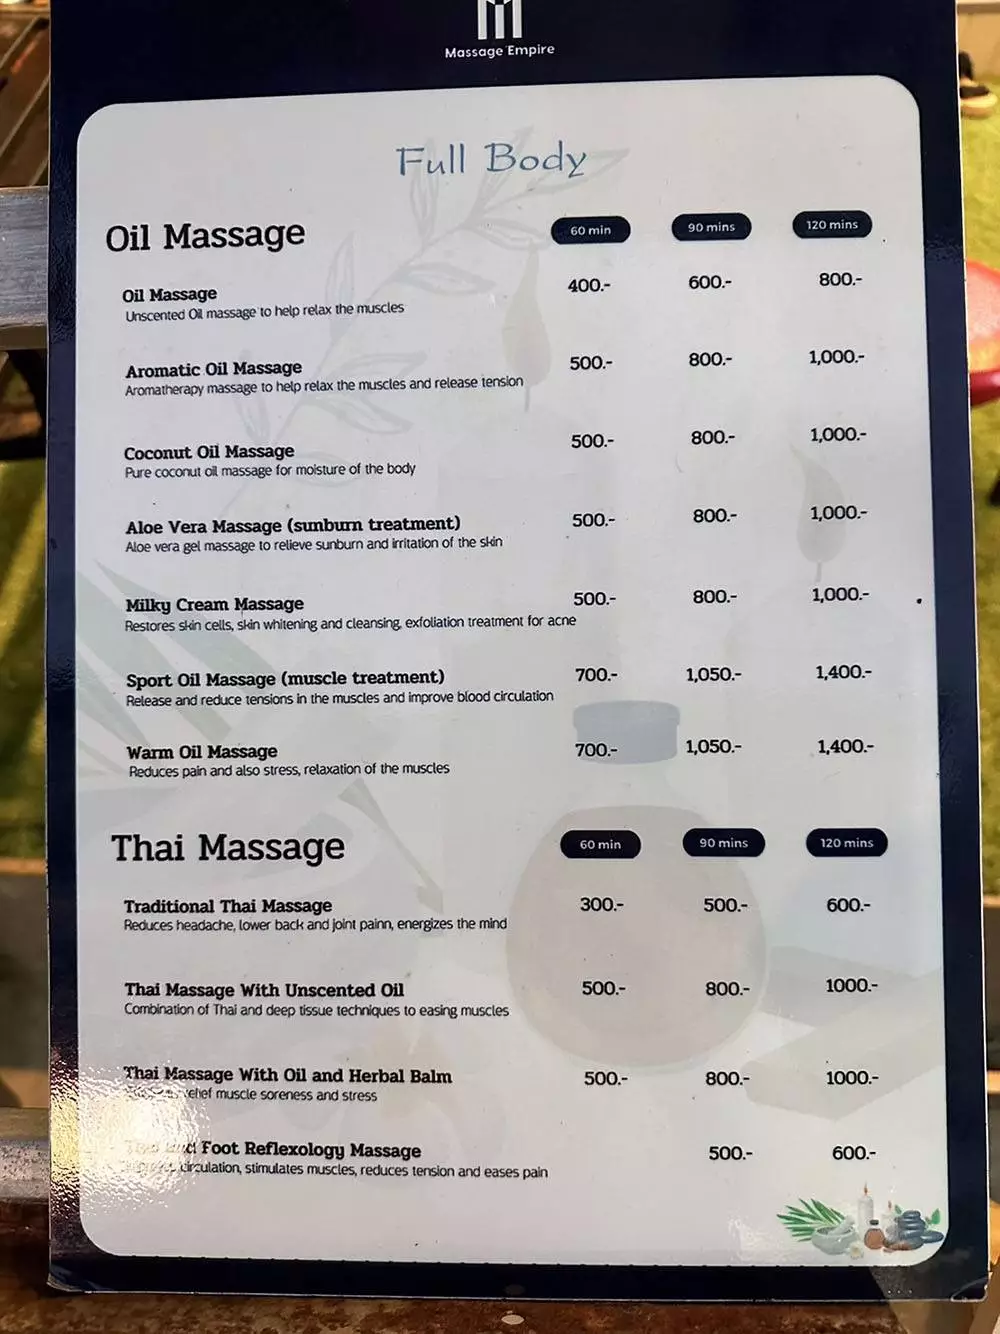 Massage Empire
Full Body
Oil Massage 60 min 90 mins 120 mins
Oil Massage 400.- 600.- 800.-
Unscented Oil massage to help relax the muscles
Aromatic Oil Massage 500.- 800.- 1,000.-
Aromatherapy massage to help relax the muscles and release tension
Coconut Oil Massage 500.- 800.- 1,000.-
Pure coconut oil massage for moisture of the body
Aloe Vera Massage (sunburn treatment) 500.- 800.- 1,000.-
Aloe vera gel massage to relieve sunburn and irritation of the skin
Milky Cream Massage 500.- 800.- 1,000.-
Restores skin cells, skin whitening and cleansing, exfoliation treatment for acne
Sport Oil Massage (muscle treatment) 700.- 1,050.- 1,400.-
Release and reduce tensions in the muscles and improve blood circulation
Warm Oil Massage 700.- 1,050.- 1,400.-
Reduces pain and also stress, relaxation of the muscles
Thai Massage 60 min 90 mins 120 mins
Traditional Thai Massage 300.- 500.- 600.-
Reduces headache, lower back and joint painn, energizes the mind
Thai Massage With Unscented Oil 500.- 800.- 1000.-
Combination of Thai and deep tissue techniques to easing muscles
Thai Massage With Oil and Herbal Balm 500.- 800.- 1000.-
muscle soreness and stress
Foot Reflexology Massage 500.- 600.-
circulation, stimulates muscles, reduces tension and eases pain